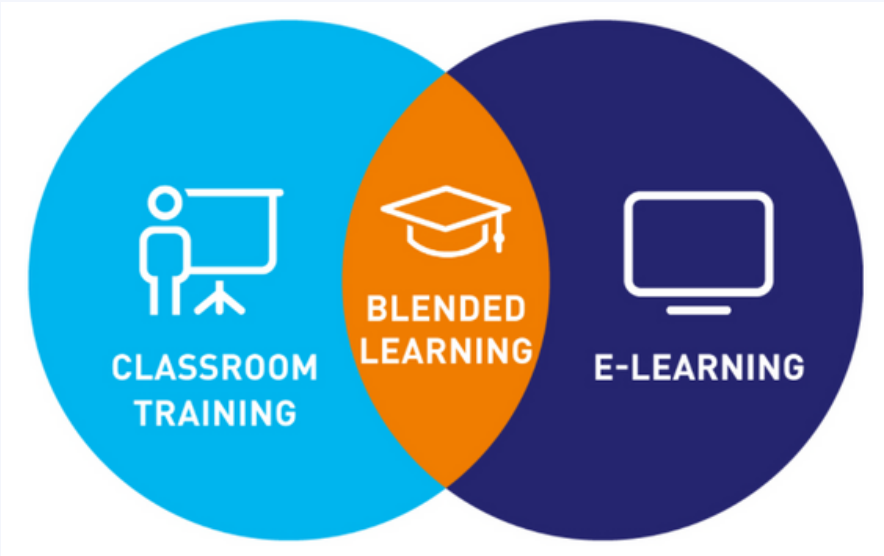 CLASSROOM
TRAINING
BLENDED
LEARNING
E-LEARNING